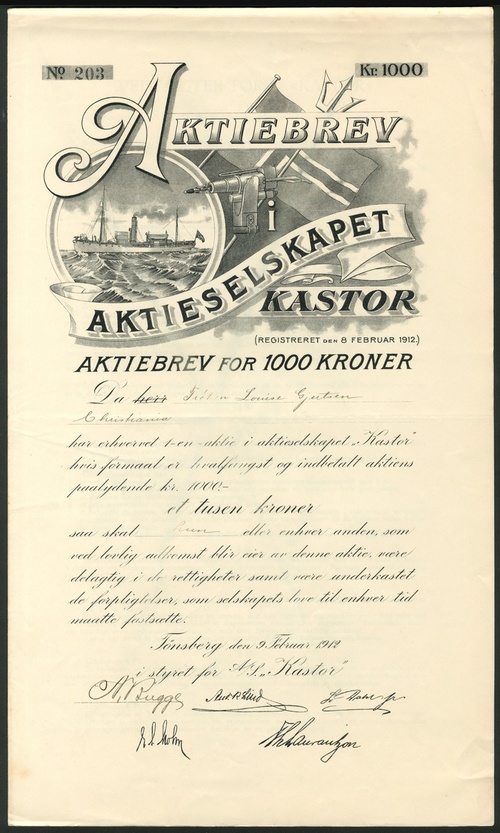 No 203
Kr. 1000
AKTIEBREV
i
AKTIESELSKAPET
KASTOR
(REGISTRERET DEN 8 FEBRUAR 1912.)
AKTIEBREV FOR 1000 KRONER
Da herr Louise Gjertsen
Christiania
har erhvervet 1-en-aktie i aktieselskapet „Kastor"
hvis formaal er hvalfangst og indbetalt aktiens
paalydende kr. 1000.-
et tusen kroner
saa skal hun eller enhver anden, som
ved lovlig adkomst blir eier av denne aktie, være
delagtig i de rettigheter samt være underkastet
de forpligtelser, som selskapets love til enhver tid
maatte fastsætte.
Tønsberg den 9 Februar 1912
i styret for A/S. „Kastor"
N. Bugge